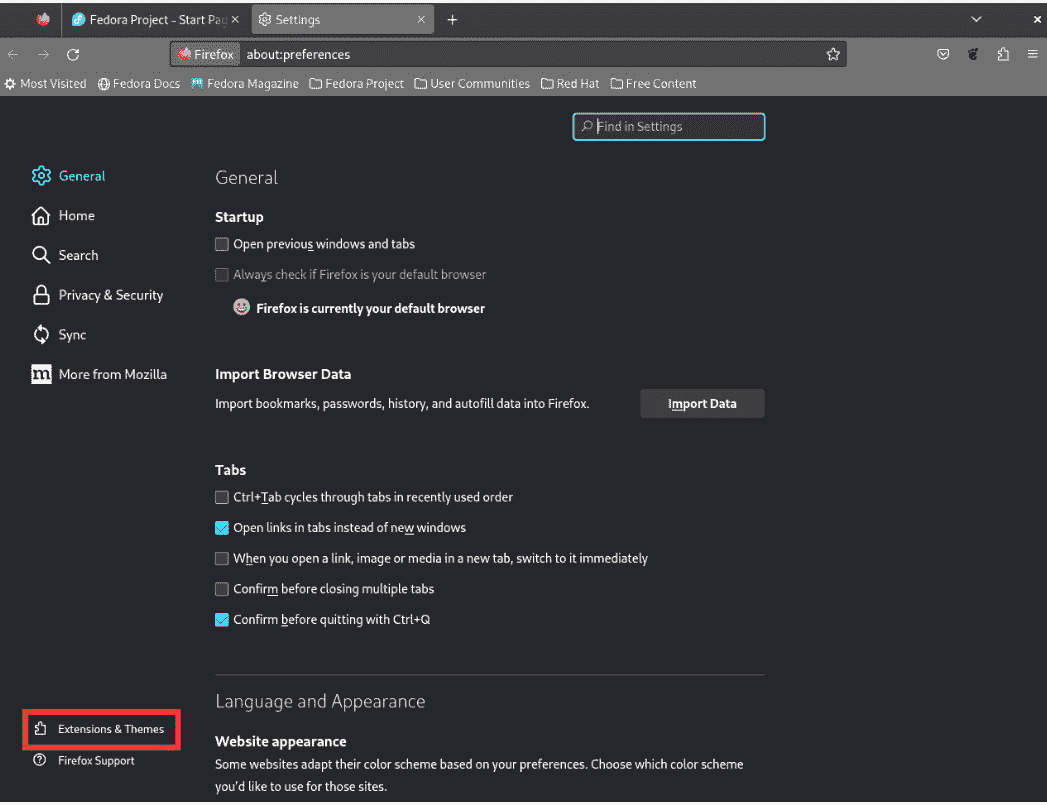 Fedora Project - Start Pag
Settings
Firefox about:preferences
Most Visited Fedora Docs Fedora Magazine Fedora Project User Communities Red Hat Free Content
Find in Settings
General
Home
Search
Privacy & Security
Sync
m More from Mozilla
General
Startup
Open previous windows and tabs
Always check if Firefox is your default browser
Firefox is currently your default browser
Import Browser Data
Import bookmarks, passwords, history, and autofill data into Firefox.
Import Data
Tabs
Ctrl+Tab cycles through tabs in recently used order
Open links in tabs instead of new windows
When you open a link, image or media in a new tab, switch to it immediately
Confirm before closing multiple tabs
Confirm before quitting with Ctrl+Q
Language and Appearance
Website appearance
Some websites adapt their color scheme based on your preferences. Choose which color scheme
you’d like to use for those sites.
Extensions & Themes
Firefox Support